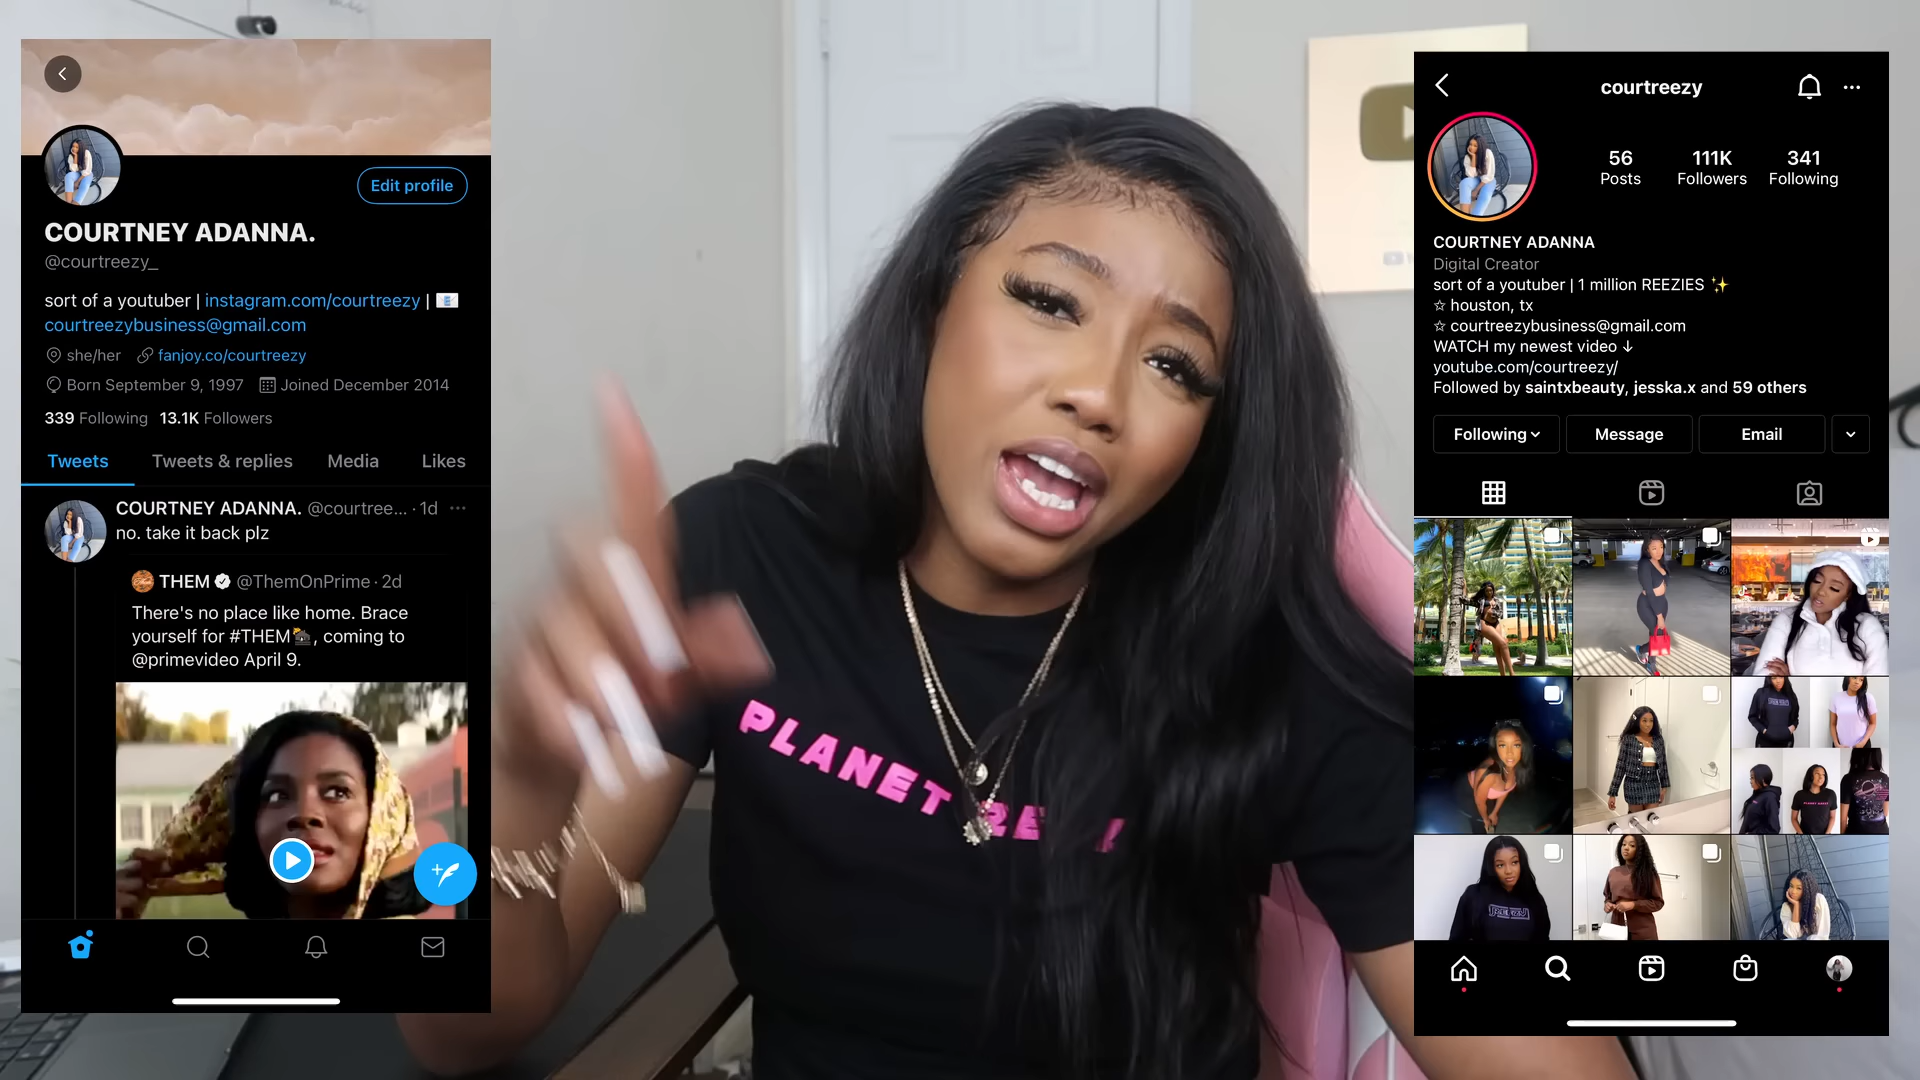 COURTNEY ADANNA.
@courtreezy_
Edit profile
sort of a youtuber | instagram.com/courtreezy | 📧
courtreezybusiness@gmail.com
she/her fanjoy.co/courtreezy
Born September 9, 1997 Joined December 2014
339 Following 13.1K Followers
Tweets Tweets & replies Media Likes
COURTNEY ADANNA. @courtree... · 1d
no. take it back plz
THEM @ThemOnPrime · 2d
There's no place like home. Brace
yourself for #THEM, coming to
@primevideo April 9.
PLANET
courtreezy
56 111K 341
Posts Followers Following
COURTNEY ADANNA
Digital Creator
sort of a youtuber | 1 million REEZIES ✨
☆ houston, tx
☆ courtreezybusiness@gmail.com
WATCH my newest video ↓
youtube.com/courtreezy/
Followed by saintxbeauty, jesska.x and 59 others
Following Message Email